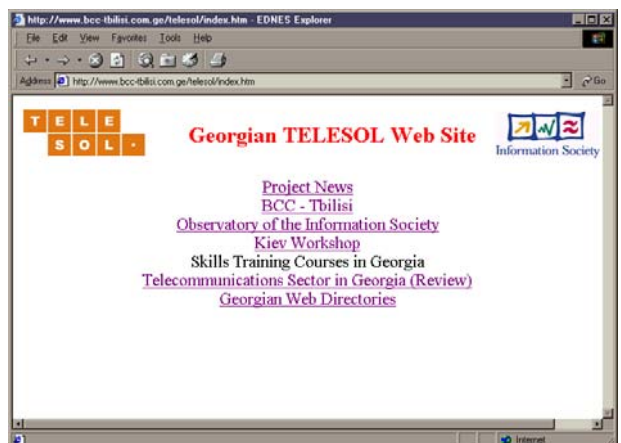 http://www.bcc-tbilisi.com.ge/telesol/index.htm - EDNES Explorer
File Edit View Favorites Tools Help
Address http://www.bcc-tbilisi.com.ge/telesol/index.htm Go
TELE
SOL
Georgian TELESOL Web Site
Information Society
Project News
BCC - Tbilisi
Observatory of the Information Society
Kiev Workshop
Skills Training Courses in Georgia
Telecommunications Sector in Georgia (Review)
Georgian Web Directories
Internet